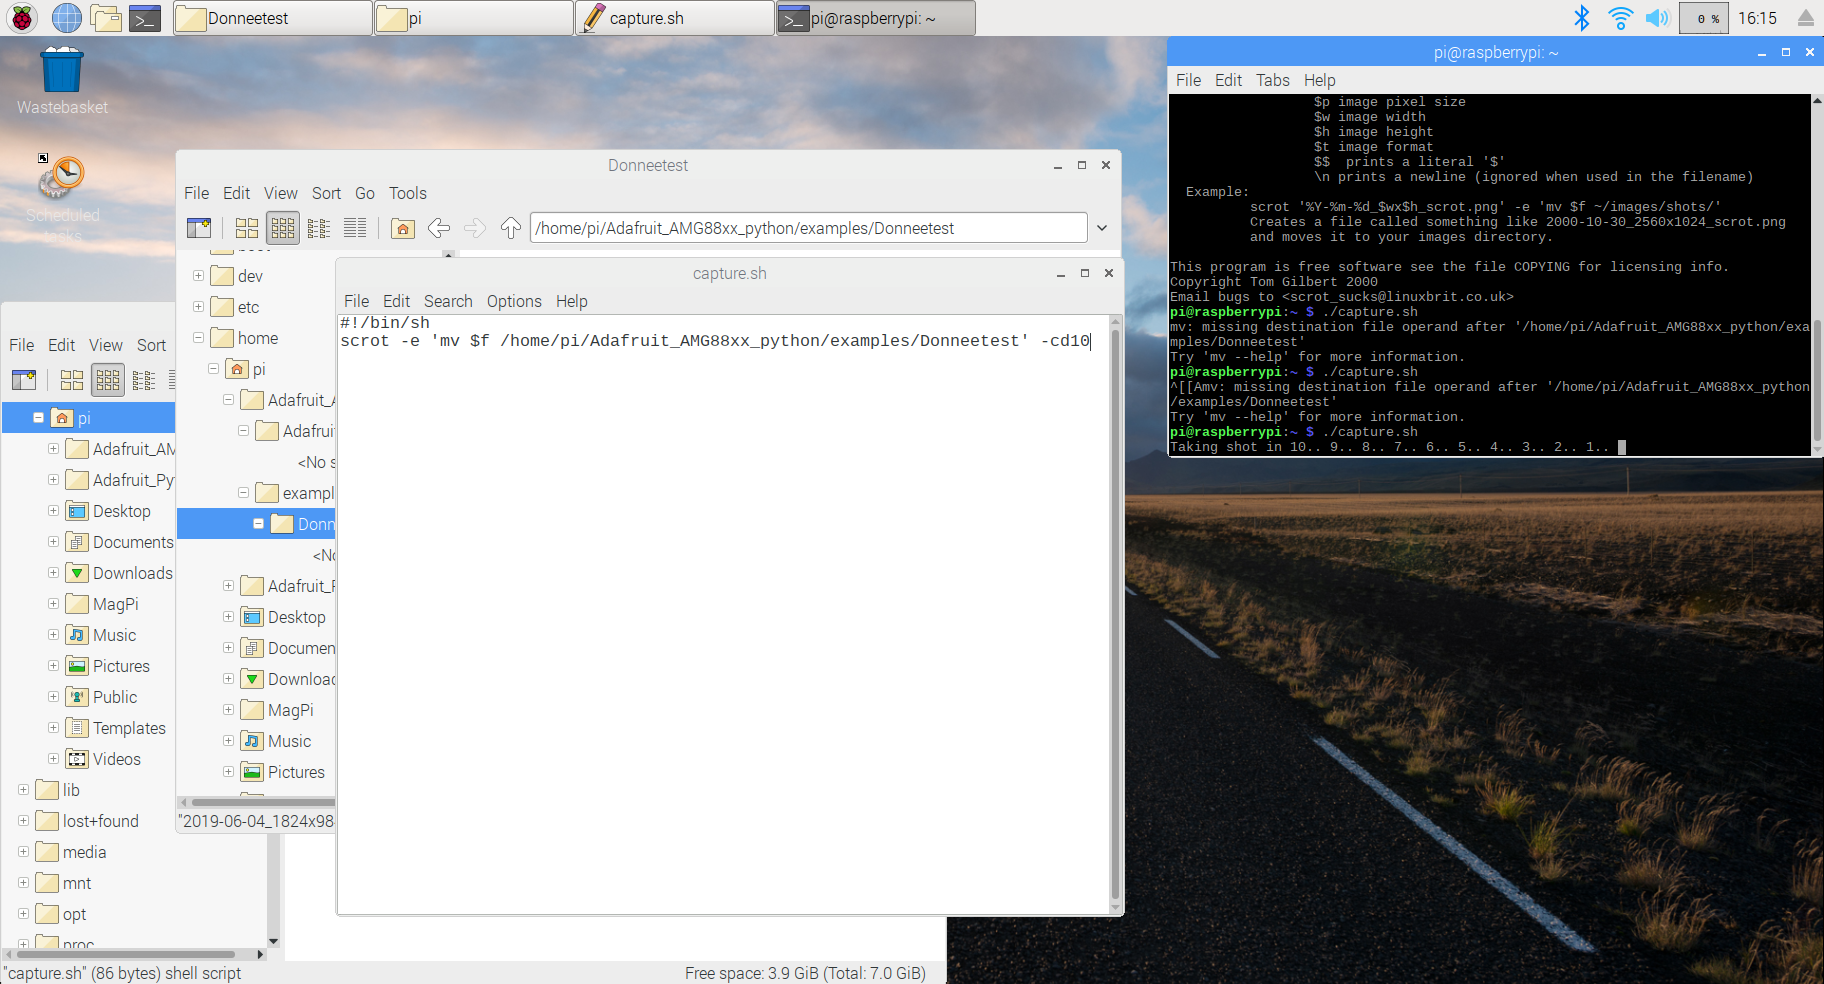 Donneetest
pi
capture.sh
pi@raspberrypi: ~
0 %
16:15
Wastebasket
Scheduled
tasks
Donneetest
File Edit View Sort Go Tools
/home/pi/Adafruit_AMG88xx_python/examples/Donneetest
dev
etc
home
pi
Adafruit_A
Adafrui
<No s
exampl
Donn
<No
Adafruit_F
Desktop
Documen
Downloac
MagPi
Music
Pictures
"2019-06-04_1824x98
File Edit View Sort
pi
Adafruit_AM
Adafruit_Py
Desktop
Documents
Downloads
MagPi
Music
Pictures
Public
Templates
Videos
lib
lost+found
media
mnt
opt
proc
"capture.sh" (86 bytes) shell script
Free space: 3.9 GiB (Total: 7.0 GiB)
capture.sh
File Edit Search Options Help
#!/bin/sh
scrot -e 'mv $f /home/pi/Adafruit_AMG88xx_python/examples/Donneetest' -cd10
pi@raspberrypi: ~
File Edit Tabs Help
$p image pixel size
$w image width
$h image height
$t image format
$$  prints a literal '$'
\n prints a newline (ignored when used in the filename)
Example:
scrot '%Y-%m-%d_$wx$h_scrot.png' -e 'mv $f ~/images/shots/'
Creates a file called something like 2000-10-30_2560x1024_scrot.png
and moves it to your images directory.
This program is free software see the file COPYING for licensing info.
Copyright Tom Gilbert 2000
Email bugs to <scrot_sucks@linuxbrit.co.uk>
pi@raspberrypi:~ $ ./capture.sh
mv: missing destination file operand after '/home/pi/Adafruit_AMG88xx_python/exa
mples/Donneetest'
Try 'mv --help' for more information.
pi@raspberrypi:~ $ ./capture.sh
^[[Amv: missing destination file operand after '/home/pi/Adafruit_AMG88xx_python
/examples/Donneetest'
Try 'mv --help' for more information.
pi@raspberrypi:~ $ ./capture.sh
Taking shot in 10.. 9.. 8.. 7.. 6.. 5.. 4.. 3.. 2.. 1..